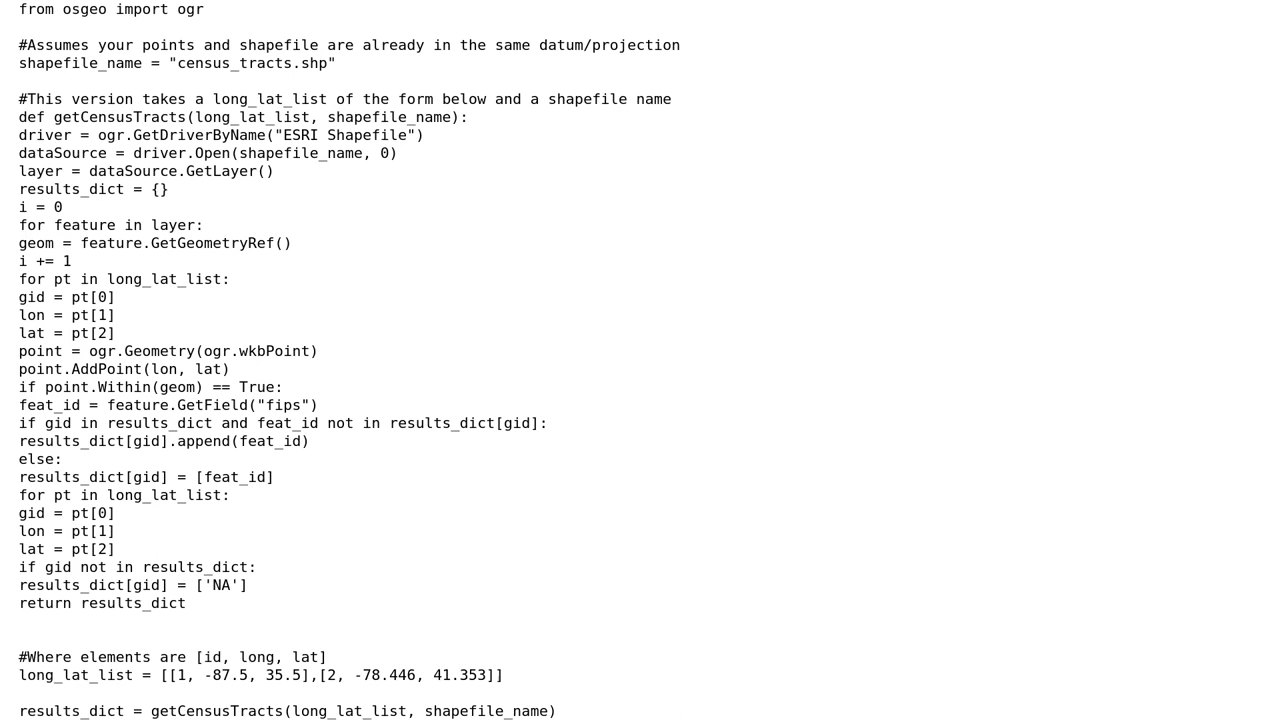 from osgeo import ogr
#Assumes your points and shapefile are already in the same datum/projection
shapefile_name = "census_tracts.shp"
#This version takes a long_lat_list of the form below and a shapefile name
def getCensusTracts(long_lat_list, shapefile_name):
driver = ogr.GetDriverByName("ESRI Shapefile")
dataSource = driver.Open(shapefile_name, 0)
layer = dataSource.GetLayer()
results_dict = {}
i = 0
for feature in layer:
geom = feature.GetGeometryRef()
i += 1
for pt in long_lat_list:
gid = pt[0]
lon = pt[1]
lat = pt[2]
point = ogr.Geometry(ogr.wkbPoint)
point.AddPoint(lon, lat)
if point.Within(geom) == True:
feat_id = feature.GetField("fips")
if gid in results_dict and feat_id not in results_dict[gid]:
results_dict[gid].append(feat_id)
else:
results_dict[gid] = [feat_id]
for pt in long_lat_list:
gid = pt[0]
lon = pt[1]
lat = pt[2]
if gid not in results_dict:
results_dict[gid] = ['NA']
return results_dict
#Where elements are [id, long, lat]
long_lat_list = [[1, -87.5, 35.5],[2, -78.446, 41.353]]
results_dict = getCensusTracts(long_lat_list, shapefile_name)